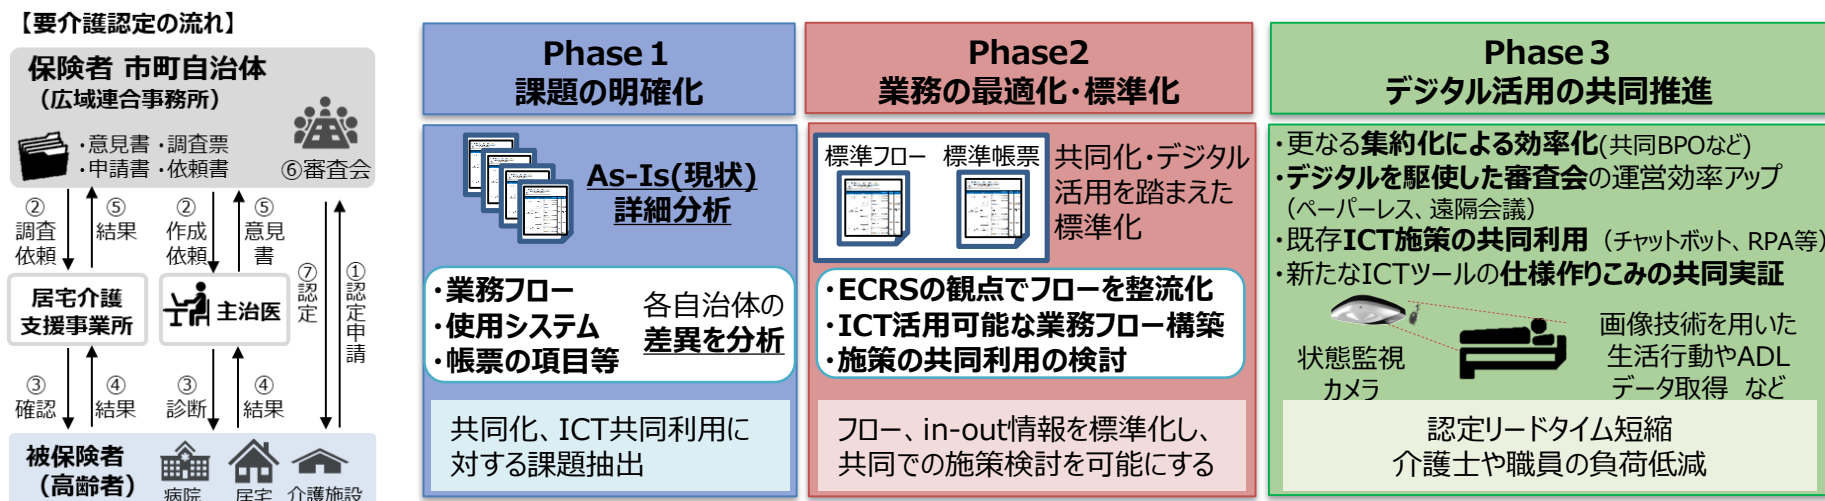 【要介護認定の流れ】
保険者 市町自治体
（広域連合事務所）
・意見書 ・調査票
・申請書 ・依頼書
⑥審査会
②
調査
依頼
⑤
結果
②
作成
依頼
⑤
意見
書
⑦認定
①認定申請
居宅介護
支援事業所
主治医
③
確認
④
結果
③
診断
④
結果
被保険者
（高齢者）
病院
居宅
介護施設
Phase１
課題の明確化
As-Is(現状)
詳細分析
・業務フロー
・使用システム
・帳票の項目等
各自治体の
差異を分析
共同化、ICT共同利用に
対する課題抽出
Phase2
業務の最適化・標準化
標準フロー
標準帳票
共同化・デジタル
活用を踏まえた
標準化
・ECRSの観点でフローを整流化
・ICT活用可能な業務フロー構築
・施策の共同利用の検討
フロー、in-out情報を標準化し、
共同での施策検討を可能にする
Phase３
デジタル活用の共同推進
・更なる集約化による効率化(共同BPOなど)
・デジタルを駆使した審査会の運営効率アップ
（ペーパーレス、遠隔会議）
・既存ICT施策の共同利用（チャットボット、RPA等）
・新たなICTツールの仕様作りこみの共同実証
状態監視
カメラ
画像技術を用いた
生活行動やADL
データ取得 など
認定リードタイム短縮
介護士や職員の負荷低減